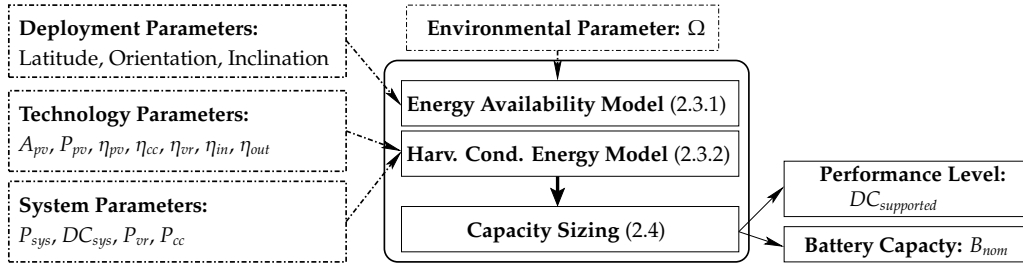 Deployment Parameters:
Latitude, Orientation, Inclination
Technology Parameters:
A_pv, P_pv, η_pv, η_cc, η_vr, η_in, η_out
System Parameters:
P_sys, DC_sys, P_vr, P_cc
Environmental Parameter: Ω
Energy Availability Model (2.3.1)
Harv. Cond. Energy Model (2.3.2)
Capacity Sizing (2.4)
Performance Level:
DC_supported
Battery Capacty: B_nom